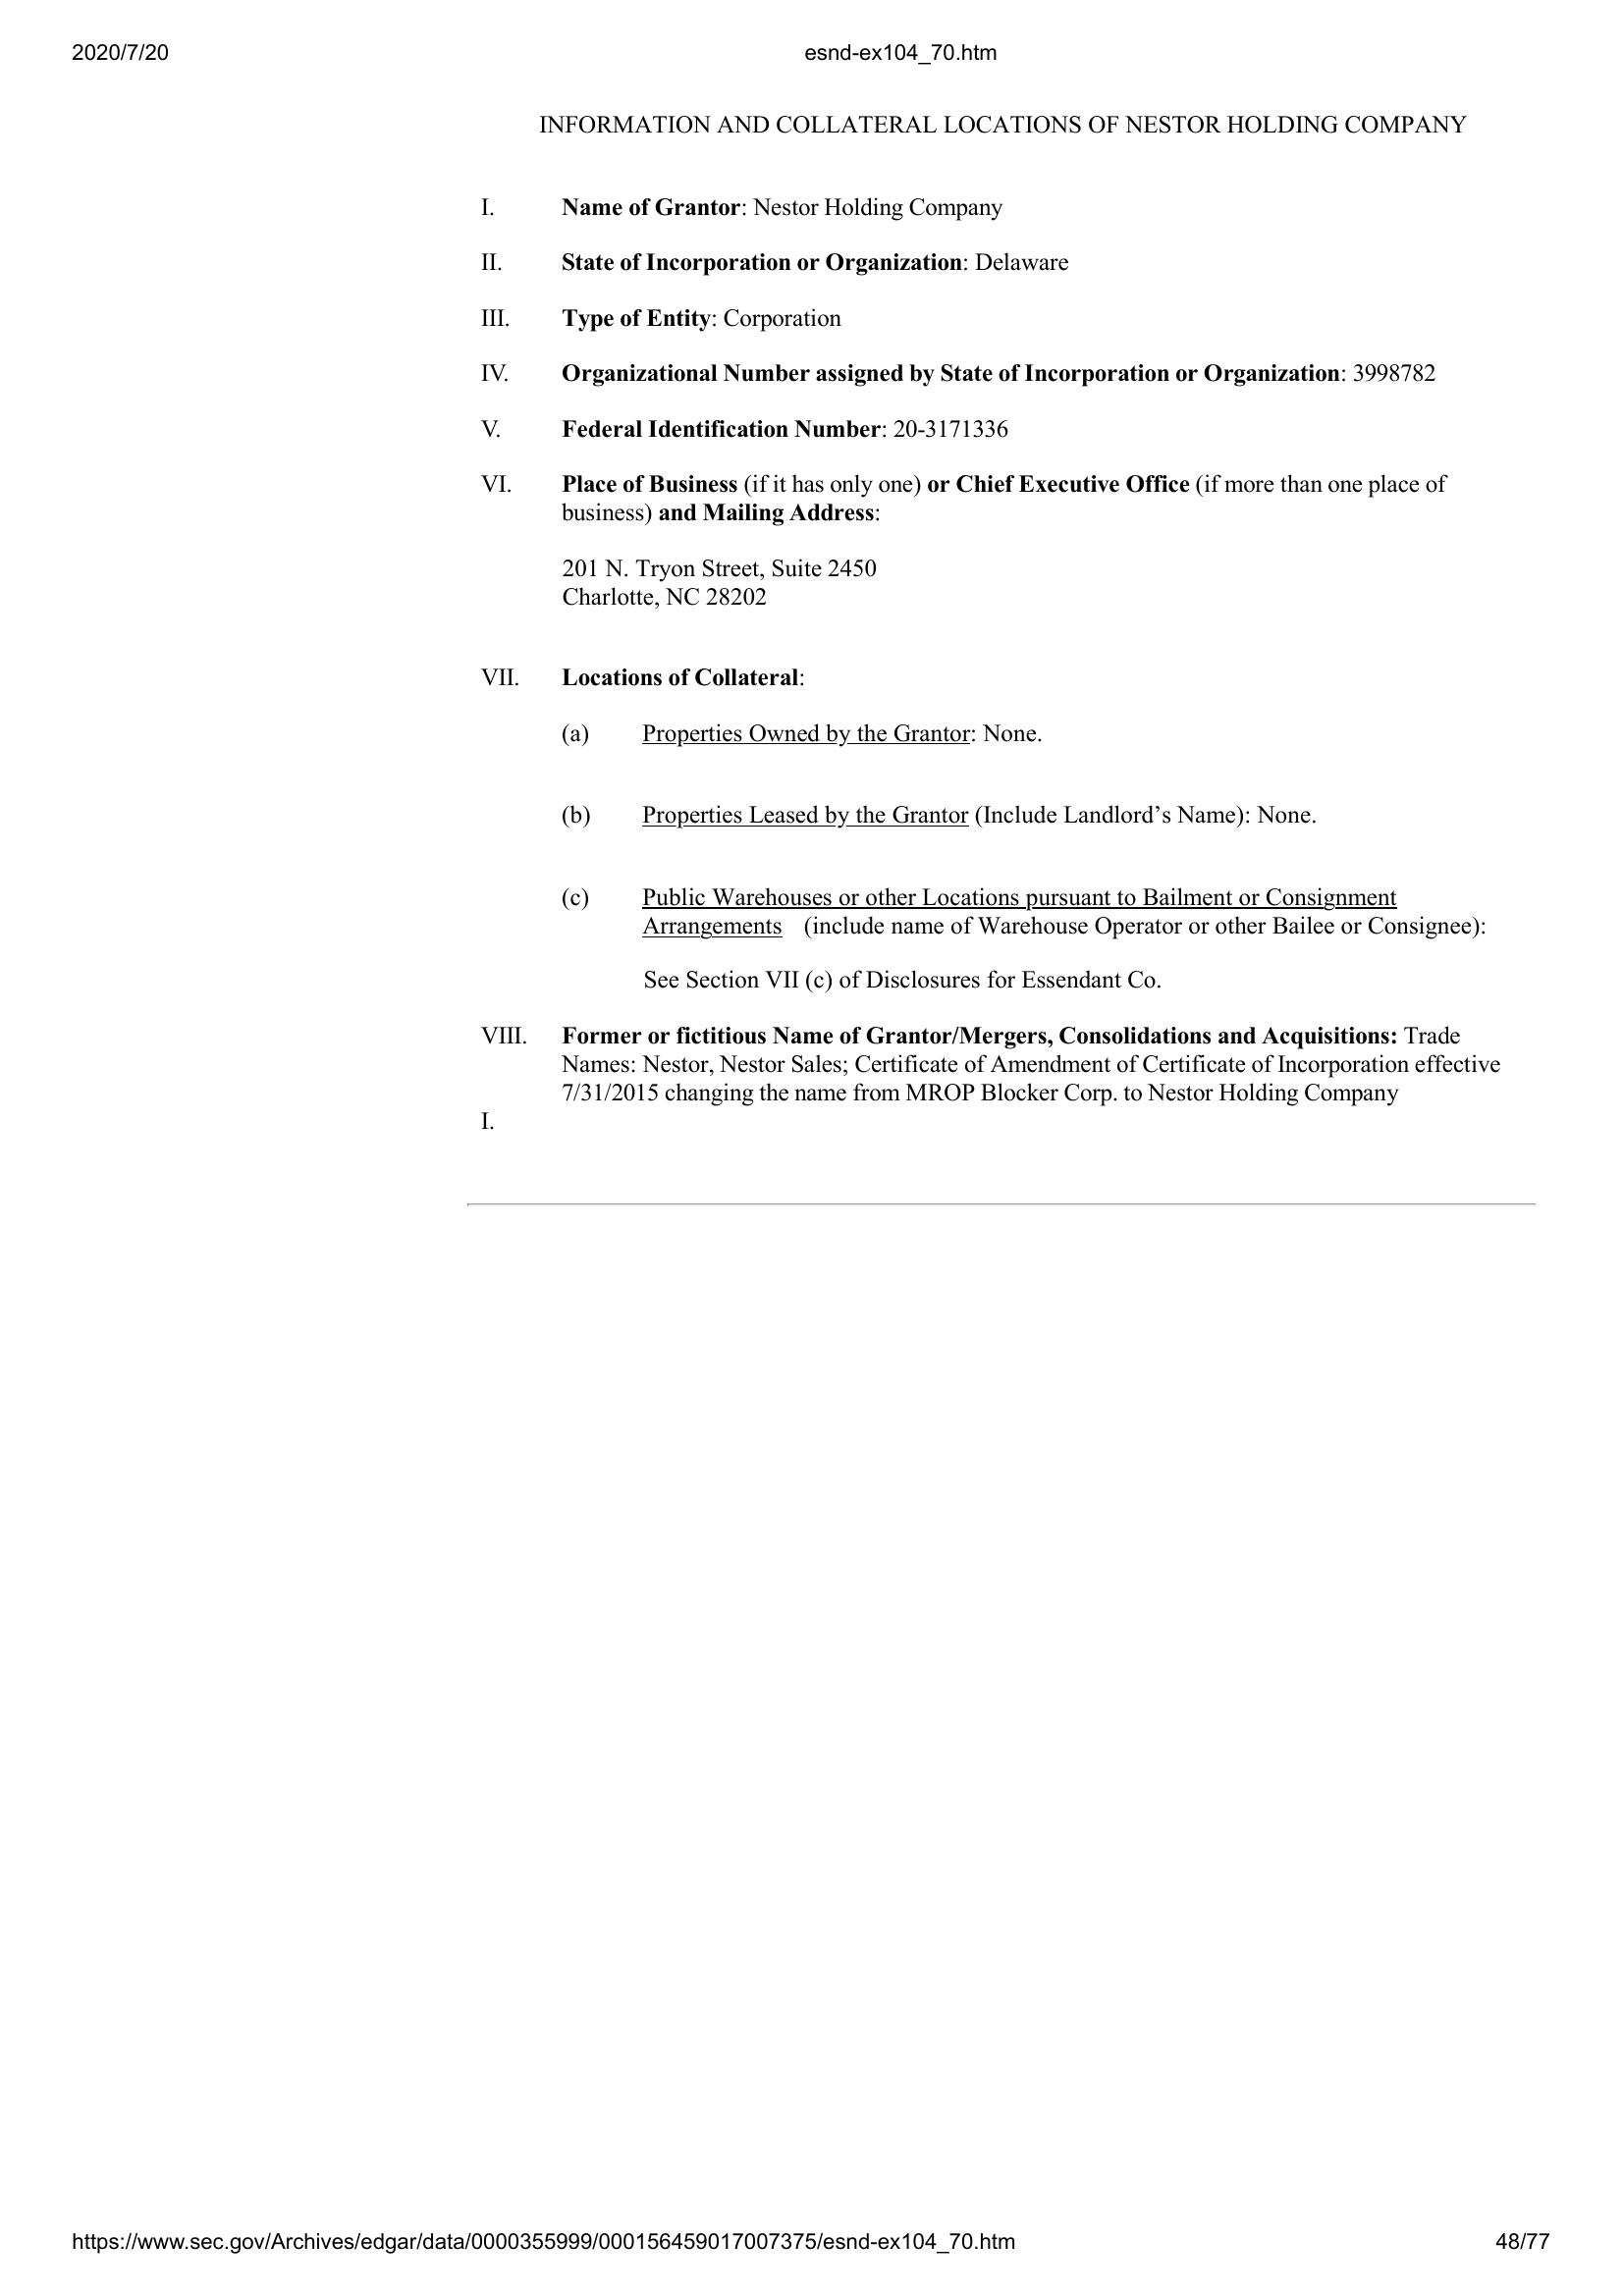 2020/7/20 esnd-ex104_70.htm
INFORMATION AND COLLATERAL LOCATIONS OF NESTOR HOLDING COMPANY
I. Name of Grantor: Nestor Holding Company
II. State of Incorporation or Organization: Delaware
III. Type of Entity: Corporation
IV. Organizational Number assigned by State of Incorporation or Organization: 3998782
V. Federal Identification Number: 20-3171336
VI. Place of Business (if it has only one) or Chief Executive Office (if more than one place of
business) and Mailing Address:
201 N. Tryon Street, Suite 2450
Charlotte, NC 28202
VII. Locations of Collateral:
(a) Properties Owned by the Grantor: None.
(b) Properties Leased by the Grantor (Include Landlord’s Name): None.
(c) Public Warehouses or other Locations pursuant to Bailment or Consignment
Arrangements (include name of Warehouse Operator or other Bailee or Consignee):
See Section VII (c) of Disclosures for Essendant Co.
VIII. Former or fictitious Name of Grantor/Mergers, Consolidations and Acquisitions: Trade
Names: Nestor, Nestor Sales; Certificate of Amendment of Certificate of Incorporation effective
7/31/2015 changing the name from MROP Blocker Corp. to Nestor Holding Company
I.
https://www.sec.gov/Archives/edgar/data/0000355999/000156459017007375/esnd-ex104_70.htm 48/77